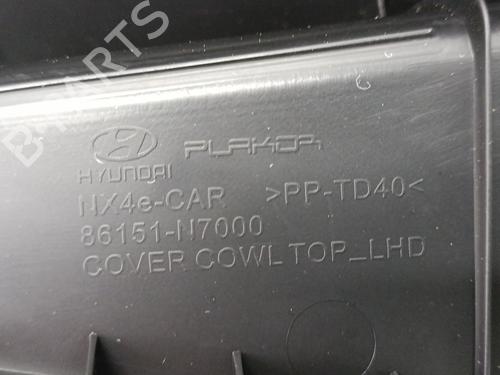 B-PARTS
HYUNDAI PLAKOR
NX4e-CAR >PP-TD40<
86151-N7000
COVER COWL TOP_LHD